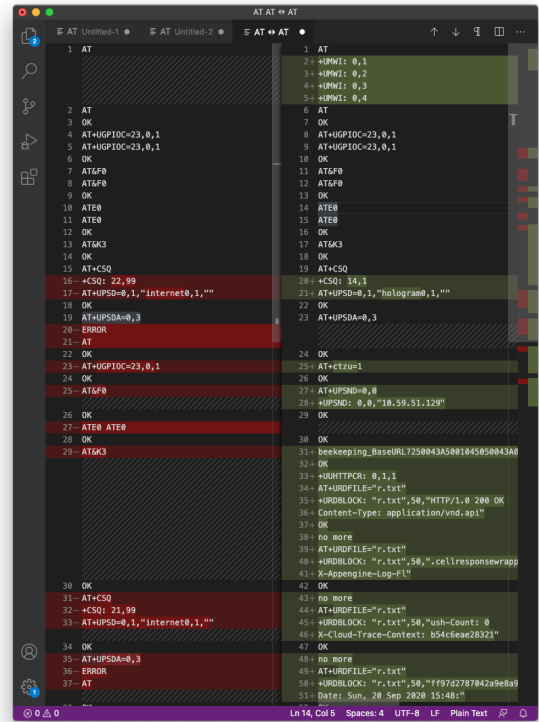 AT AT ↔ AT
AT Untitled-1
AT Untitled-2
AT ↔ AT
1 AT
2 AT
3 OK
4 AT+UGPIOC=23,0,1
5 AT+UGPIOC=23,0,1
6 OK
7 AT&F0
8 AT&F0
9 OK
10 ATE0
11 ATE0
12 OK
13 AT&K3
14 OK
15 AT+CSQ
16— +CSQ: 22,99
17— AT+UPSD=0,1,"internet0,1,""
18 OK
19 AT+UPSDA=0,3
20— ERROR
21— AT
22 OK
23— AT+UGPIOC=23,0,1
24 OK
25— AT&F0
26 OK
27— ATE0 ATE0
28 OK
29— AT&K3
30 OK
31— AT+CSQ
32— +CSQ: 21,99
33— AT+UPSD=0,1,"internet0,1,""
34 OK
35— AT+UPSDA=0,3
36— ERROR
37— AT
1 AT
2+ +UMWI: 0,1
3+ +UMWI: 0,2
4+ +UMWI: 0,3
5+ +UMWI: 0,4
6 AT
7 OK
8 AT+UGPIOC=23,0,1
9 AT+UGPIOC=23,0,1
10 OK
11 AT&F0
12 AT&F0
13 OK
14 ATE0
15 ATE0
16 OK
17 AT&K3
18 OK
19 AT+CSQ
20+ +CSQ: 14,1
21+ AT+UPSD=0,1,"hologram0,1,""
22 OK
23 AT+UPSDA=0,3
24 OK
25+ AT+ctzu=1
26 OK
27+ AT+UPSND=0,0
28+ +UPSND: 0,0,"10.59.51.129"
29 OK
30 OK
31+ beekeeping_BaseURL?250043A5001045050043A0
32+ OK
33+ +UUHTTPCR: 0,1,1
34+ AT+URDFILE="r.txt"
35+ +URDBLOCK: "r.txt",50,"HTTP/1.0 200 OK
36+ Content-Type: application/vnd.api"
37+ OK
38+ no more
39+ AT+URDFILE="r.txt"
40+ +URDBLOCK: "r.txt",50,".cellresponsewrapp
41+ X-Appengine-Log-Fl"
42 OK
43+ no more
44+ AT+URDFILE="r.txt"
45+ +URDBLOCK: "r.txt",50,"ush-Count: 0
46+ X-Cloud-Trace-Context: b54c6eae28321"
47 OK
48+ no more
49+ AT+URDFILE="r.txt"
50+ +URDBLOCK: "r.txt",50,"ff97d2787042a9e8a9
51+ Date: Sun, 20 Sep 2020 15:48:"
2
1
0 0
Ln 14, Col 5 Spaces: 4 UTF-8 LF Plain Text